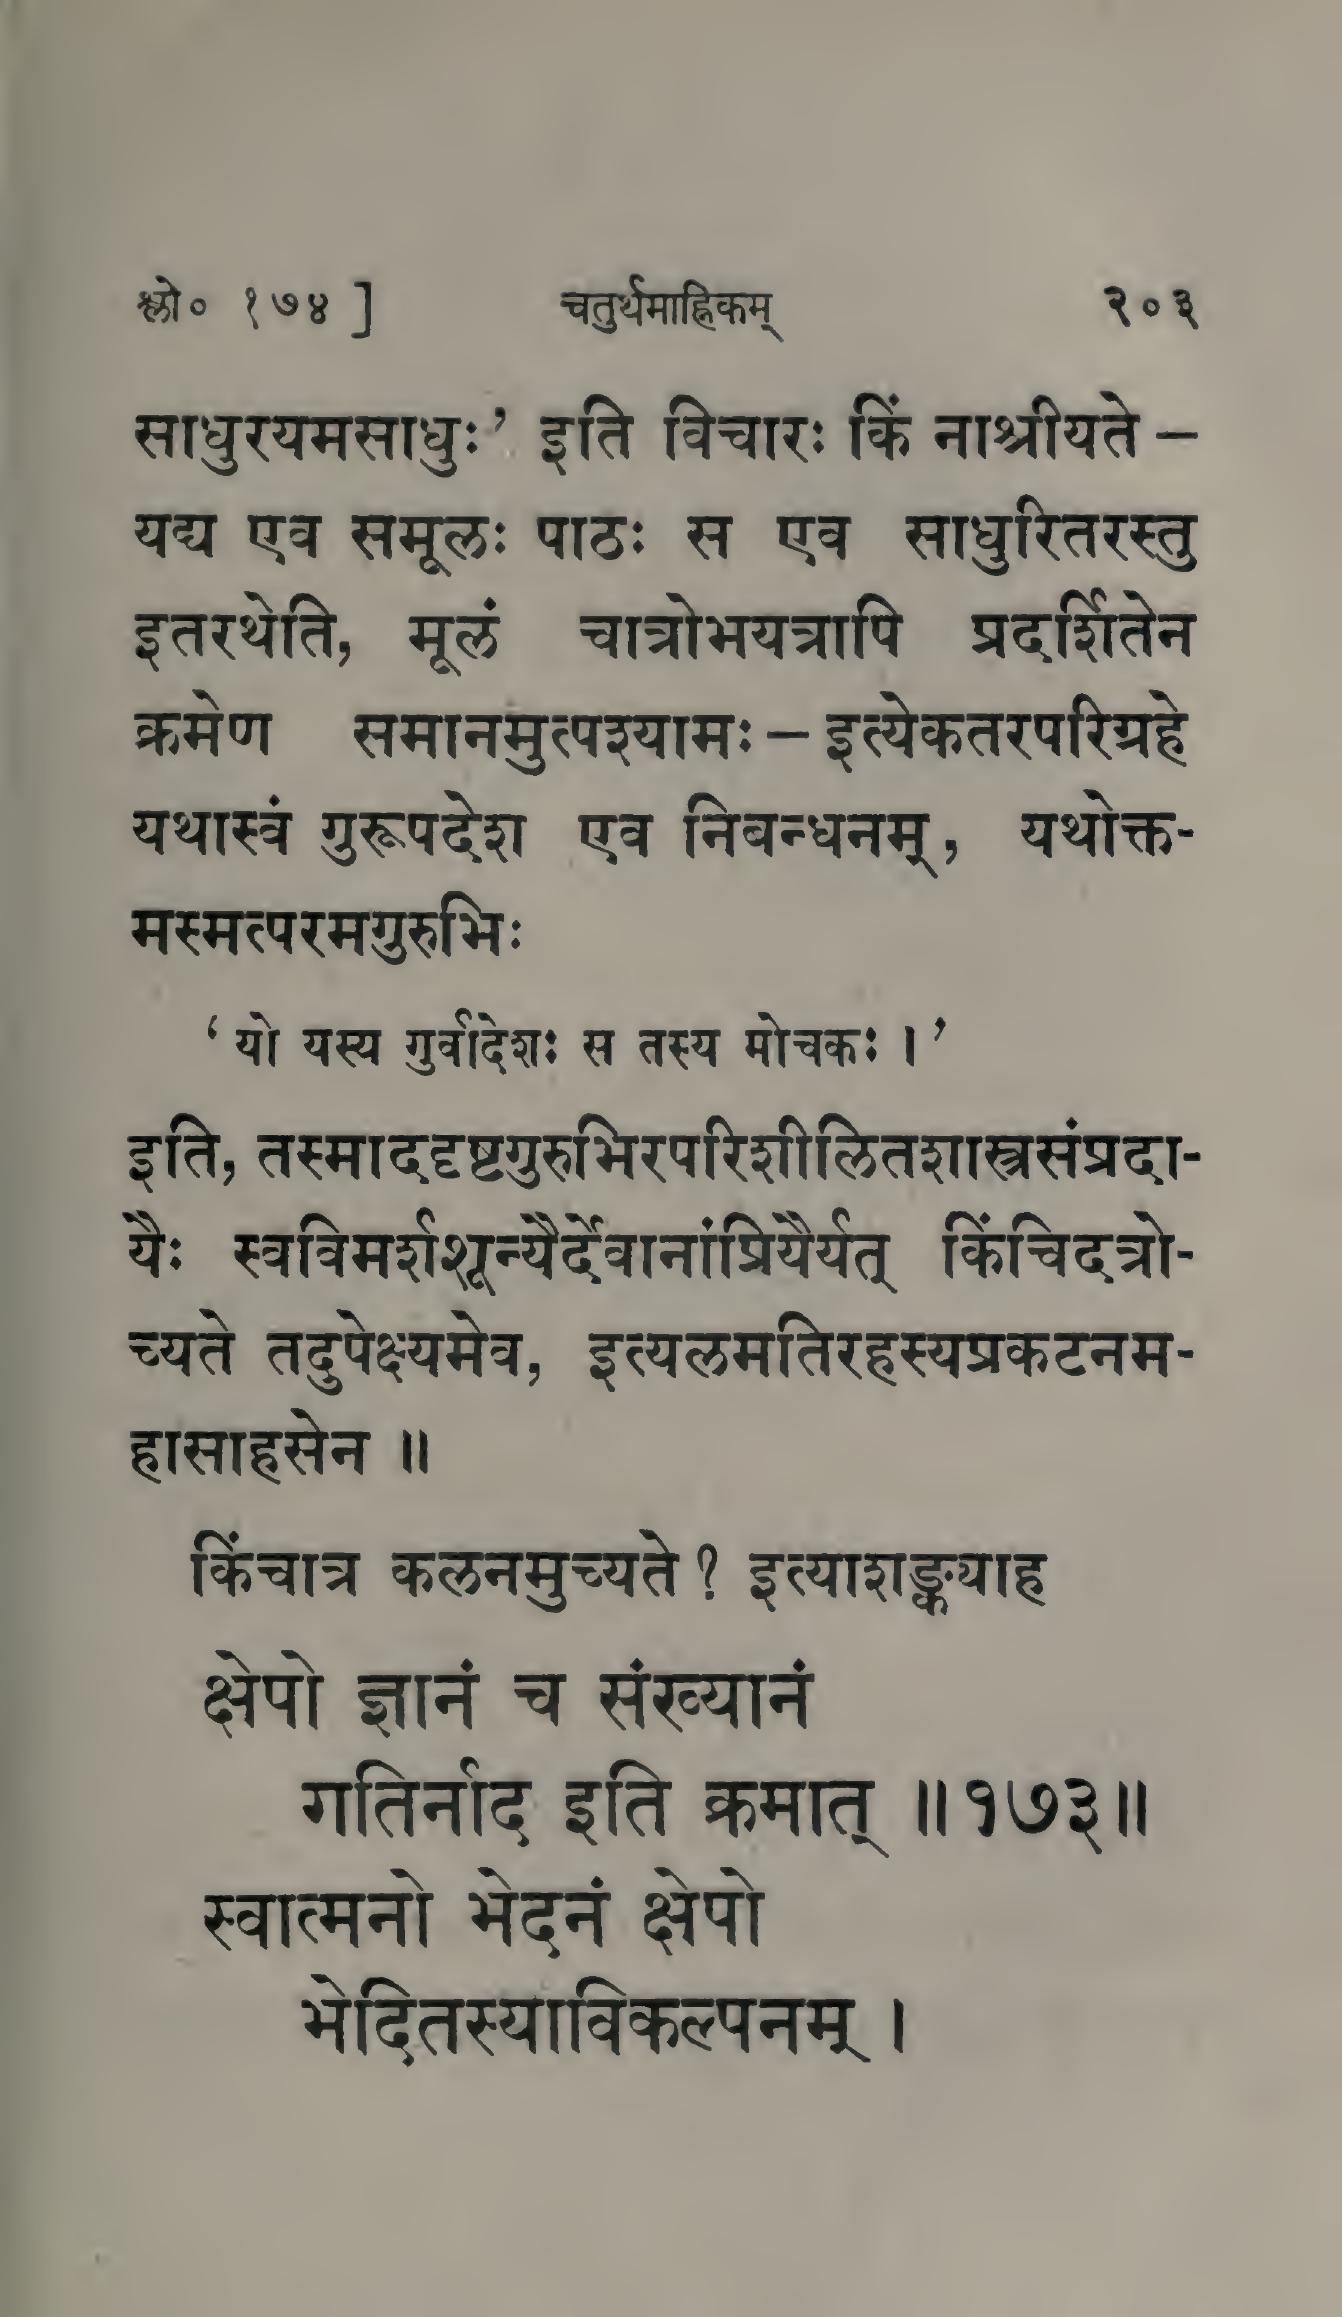 श्लो० १७४ ] चतुर्थमाह्निकम् २०३
साधुरयमसाधुः’ इति विचारः किं नाश्रीयते –
यद्य एव समूलः पाठः स एव साधुरितरस्तु
इतरथेति, मूलं चात्रोभयत्रापि प्रदर्शितेन
क्रमेण समानमुत्पश्यामः – इत्येकतरपरिग्रहे
यथास्वं गुरूपदेश एव निबन्धनम्, यथोक्त-
मस्मत्परमगुरुभिः
‘ यो यस्य गुर्वादेशः स तस्य मोचकः । ’
इति, तस्माददृष्टगुरुभिरपरिशीलितशास्त्रसंप्रदा-
यैः स्वविमर्शशून्यैर्देवानांप्रियैर्यत् किंचिदत्रो-
च्यते तदुपेक्ष्यमेव, इत्यलमतिरहस्यप्रकटनम-
हासाहसेन ॥
किंचात्र कलनमुच्यते ? इत्याशङ्क्याह
क्षेपो ज्ञानं च संख्यानं
गतिर्नाद इति क्रमात् ॥१७३॥
स्वात्मनो भेदनं क्षेपो
भेदितस्याविकल्पनम् ।